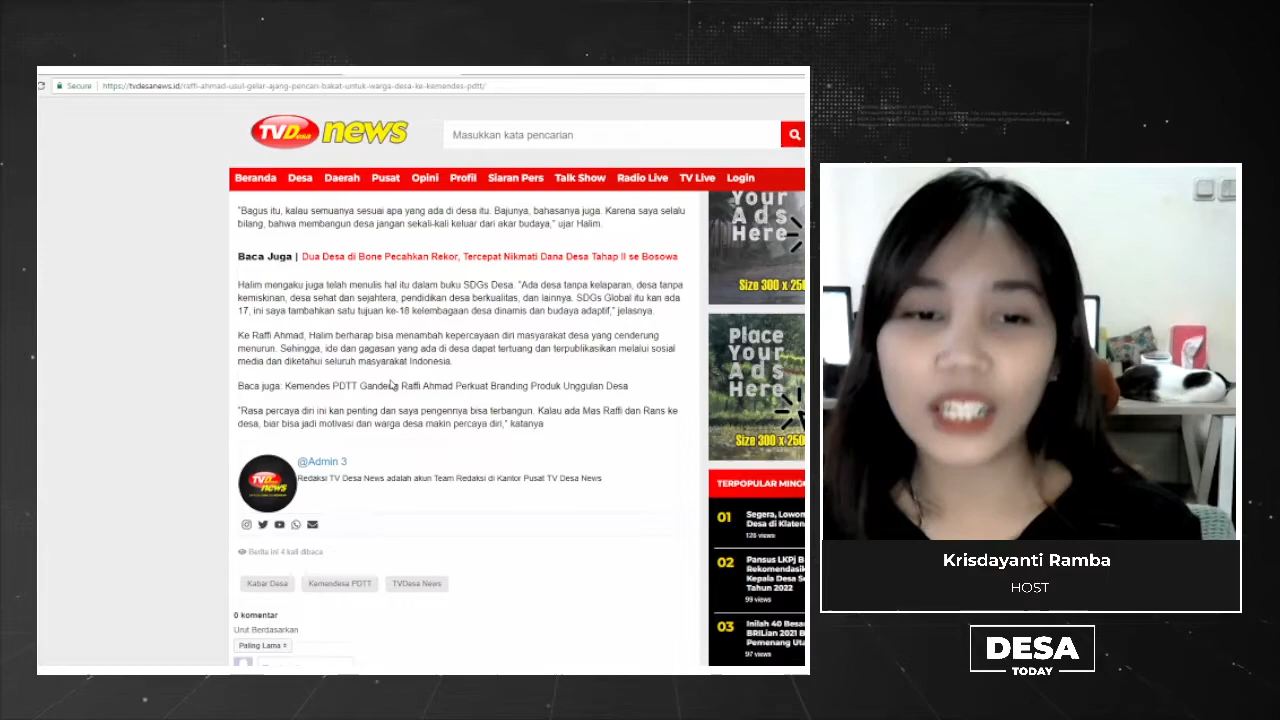 Secure
https://tvdesanews.id/raffi-ahmad-usul-gelar-ajang-pencari-bakat-untuk-warga-desa-ke-kemendes-pdtt/
TVDesa news
Masukkan kata pencarian
Beranda Desa Daerah Pusat Opini Profil Siaran Pers Talk Show Radio Live TV Live Login
"Bagus itu, kalau semuanya sesuai apa yang ada di desa itu. Bajunya, bahasanya juga. Karena saya selalu
bilang, bahwa membangun desa jangan sekali-kali keluar dari akar budaya," ujar Halim.
Baca Juga | Dua Desa di Bone Pecahkan Rekor, Tercepat Nikmati Dana Desa Tahap II se Bosowa
Halim mengaku juga telah menulis hal itu dalam buku SDGs Desa. "Ada desa tanpa kelaparan, desa tanpa
kemiskinan, desa sehat dan sejahtera, pendidikan desa berkualitas, dan lainnya. SDGs Global itu kan ada
17, ini saya tambahkan satu tujuan ke-18 kelembagaan desa dinamis dan budaya adaptif," jelasnya.
Ke Raffi Ahmad, Halim berharap bisa menambah kepercayaan diri masyarakat desa yang cenderung
menurun. Sehingga, ide dan gagasan yang ada di desa dapat tertuang dan terpublikasikan melalui sosial
media dan diketahui seluruh masyarakat Indonesia.
Baca juga: Kemendes PDTT Gandeng Raffi Ahmad Perkuat Branding Produk Unggulan Desa
"Rasa percaya diri ini kan penting dan saya pengennya bisa terbangun. Kalau ada Mas Raffi dan Rans ke
desa, biar bisa jadi motivasi dan warga desa makin percaya diri," katanya
@Admin 3
Redaksi TV Desa News adalah akun Team Redaksi di Kantor Pusat TV Desa News
TVDesa news
Berita ini 4 kali dibaca
Kabar Desa Kemendesa PDTT TVDesa News
0 komentar
Urut Berdasarkan
Paling Lama
Your
Ads
Here
Size 300 x 250
Place
Your
Ads
Here
Size 300 x 250
TERPOPULAR MINGGU
01
Segera, Lowon
Desa di Klaten
128 views
02
Pansus LKPj B
Rekomendasik
Kepala Desa S
Tahun 2022
99 views
03
Inilah 40 Besa
BRILian 2021 B
Pemenang Uta
97 views
Krisdayanti Ramba
HOST
DESA
TODAY